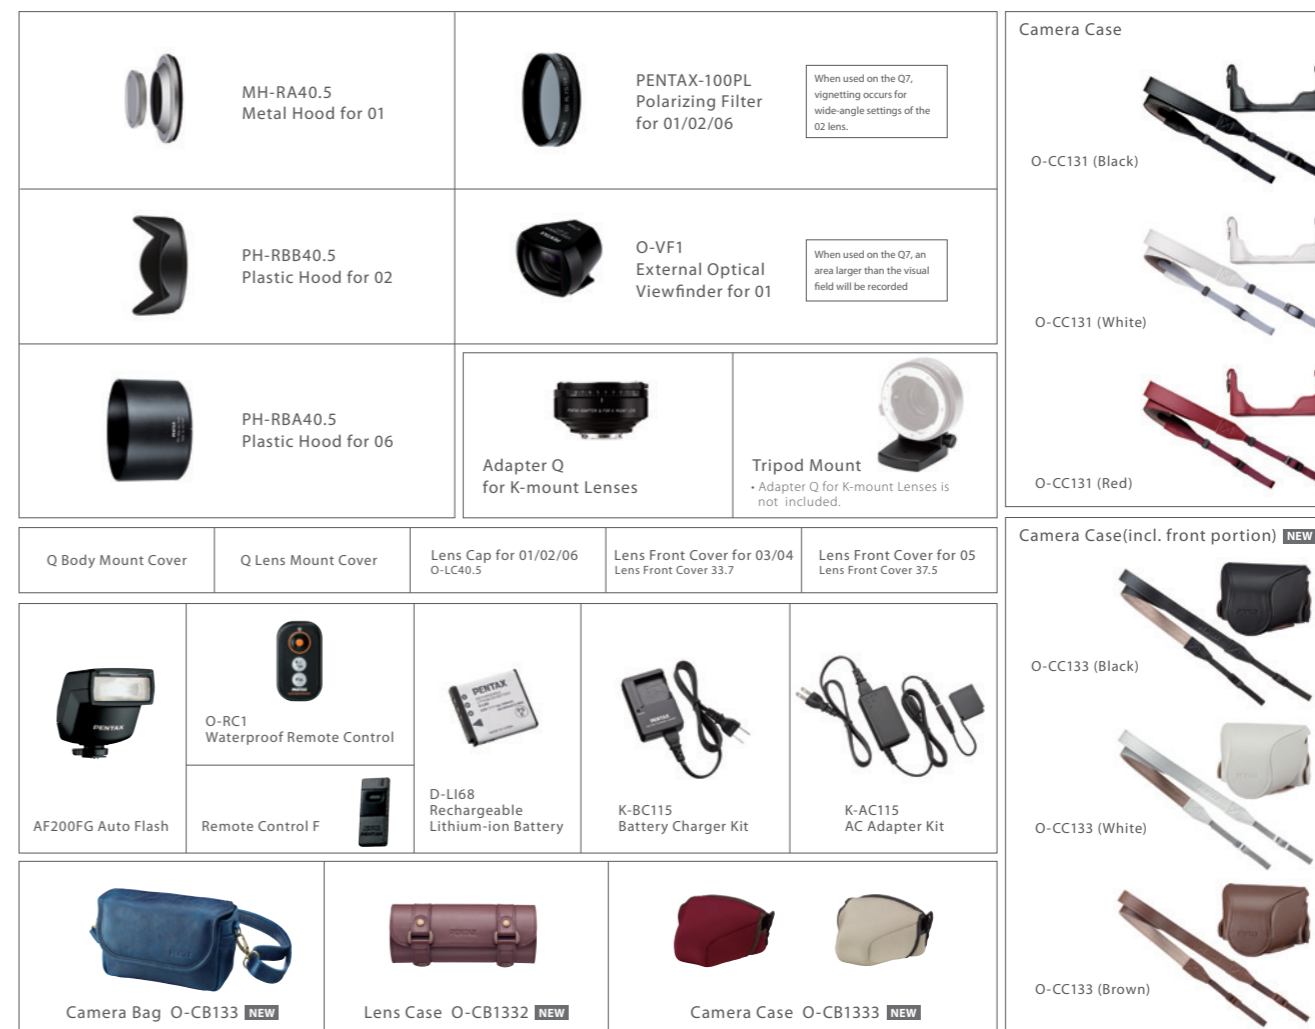 MH-RA40.5
Metal Hood for 01
PENTAX-100PL
Polarizing Filter
for 01/02/06
When used on the Q7,
vignetting occurs for
wide-angle settings of the
02 lens.
PH-RBB40.5
Plastic Hood for 02
O-VF1
External Optical
Viewfinder for 01
When used on the Q7, an
area larger than the visual
field will be recorded
PH-RBA40.5
Plastic Hood for 06
Adapter Q
for K-mount Lenses
Tripod Mount
• Adapter Q for K-mount Lenses is
not included.
Q Body Mount Cover
Q Lens Mount Cover
Lens Cap for 01/02/06
O-LC40.5
Lens Front Cover for 03/04
Lens Front Cover 33.7
Lens Front Cover for 05
Lens Front Cover 37.5
PENTAX
AF200FG Auto Flash
O-RC1
Waterproof Remote Control
Remote Control F
PENTAX
D-LI68
Rechargeable
Lithium-ion Battery
K-BC115
Battery Charger Kit
K-AC115
AC Adapter Kit
Camera Bag O-CB133 NEW
Lens Case O-CB1332 NEW
Camera Case O-CB1333 NEW
Camera Case
O-CC131 (Black)
O-CC131 (White)
O-CC131 (Red)
Camera Case(incl. front portion) NEW
O-CC133 (Black)
O-CC133 (White)
O-CC133 (Brown)